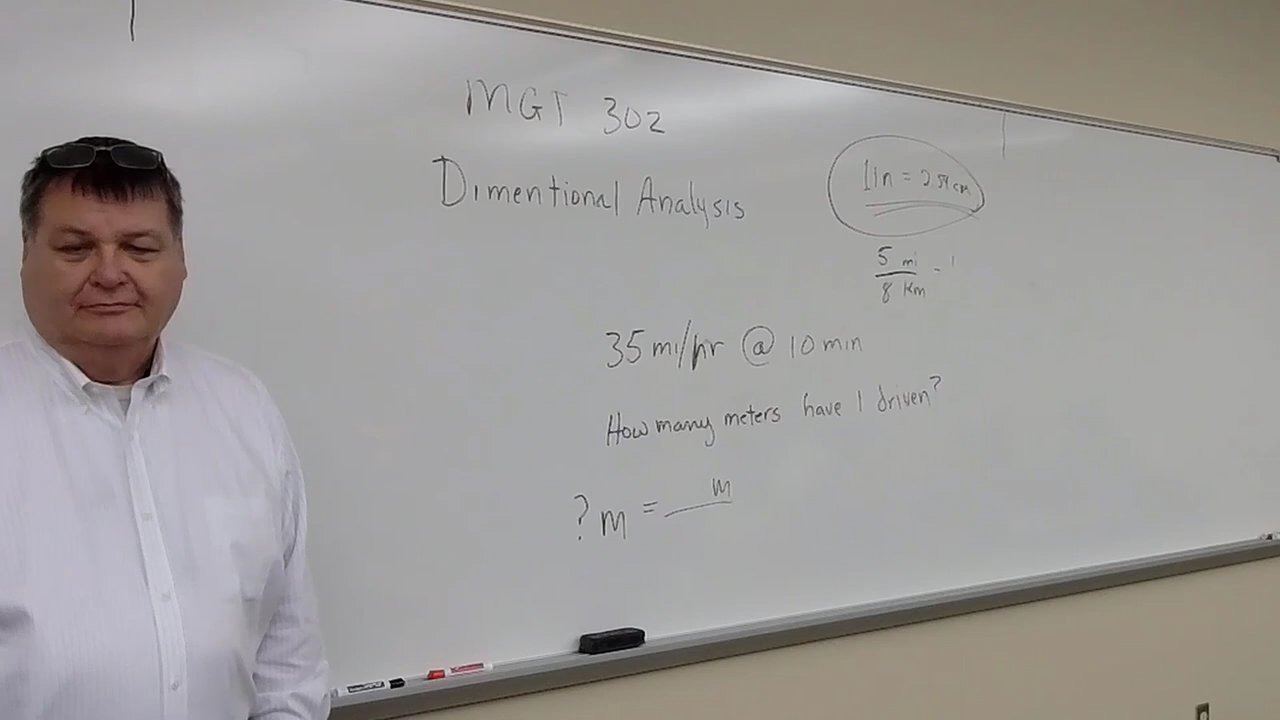 MGT 302
Dimentional Analysis
1in = 2.54cm
5 mi
8 km
35 mi/hr @ 10 min
How many meters have I driven?
? m = m